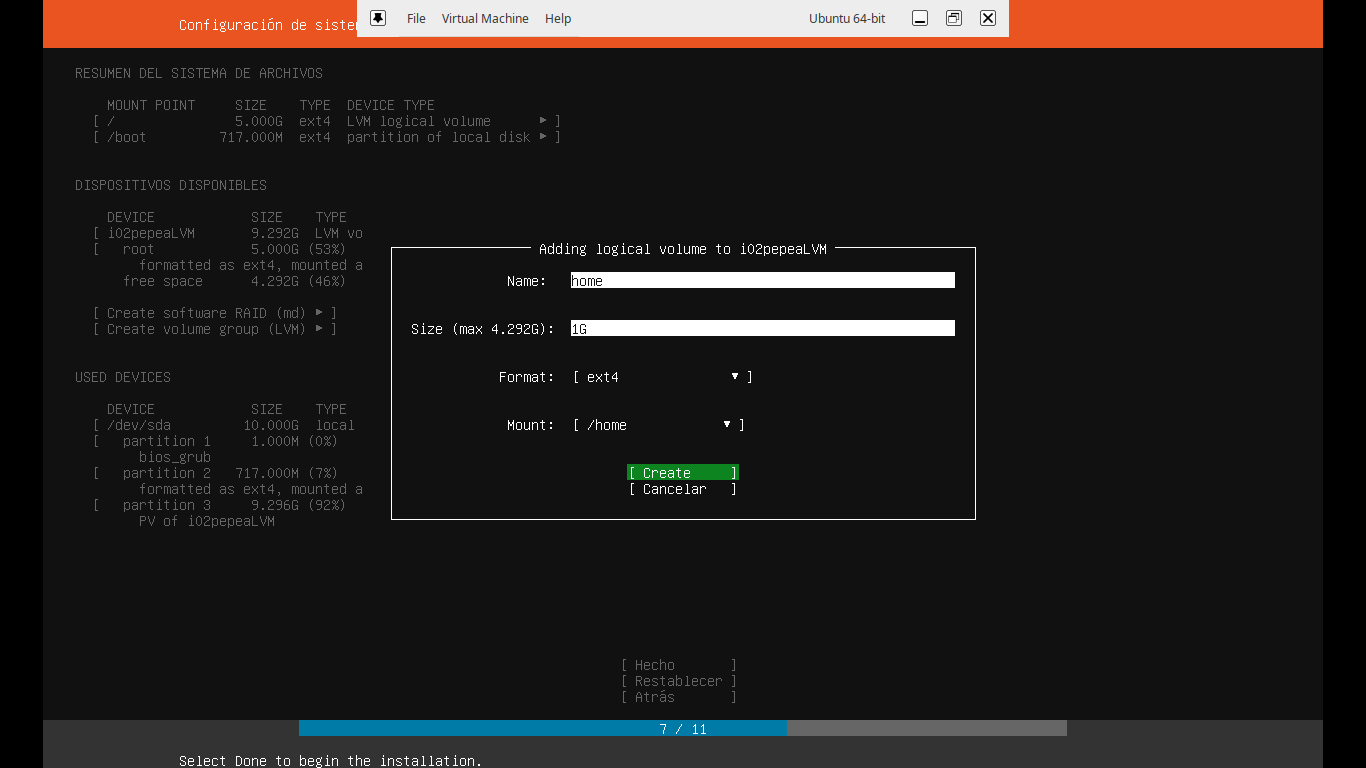 Configuración de siste
File Virtual Machine Help Ubuntu 64-bit
RESUMEN DEL SISTEMA DE ARCHIVOS
MOUNT POINT SIZE TYPE DEVICE TYPE
[ / 5.000G ext4 LVM logical volume ▸ ]
[ /boot 717.000M ext4 partition of local disk ▸ ]
DISPOSITIVOS DISPONIBLES
DEVICE SIZE TYPE
[ i02pepeaLVM 9.292G LVM vo
[ root 5.000G (53%)
formatted as ext4, mounted a
free space 4.292G (46%)
[ Create software RAID (md) ▸ ]
[ Create volume group (LVM) ▸ ]
USED DEVICES
DEVICE SIZE TYPE
[ /dev/sda 10.000G local
[ partition 1 1.000M (0%)
bios_grub
[ partition 2 717.000M (7%)
formatted as ext4, mounted a
[ partition 3 9.296G (92%)
PV of i02pepeaLVM
Adding logical volume to i02pepeaLVM
Name: home
Size (max 4.292G): 1G
Format: [ ext4 ▾ ]
Mount: [ /home ▾ ]
[ Create ]
[ Cancelar ]
[ Hecho ]
[ Restablecer ]
[ Atrás ]
7 / 11
Select Done to begin the installation.